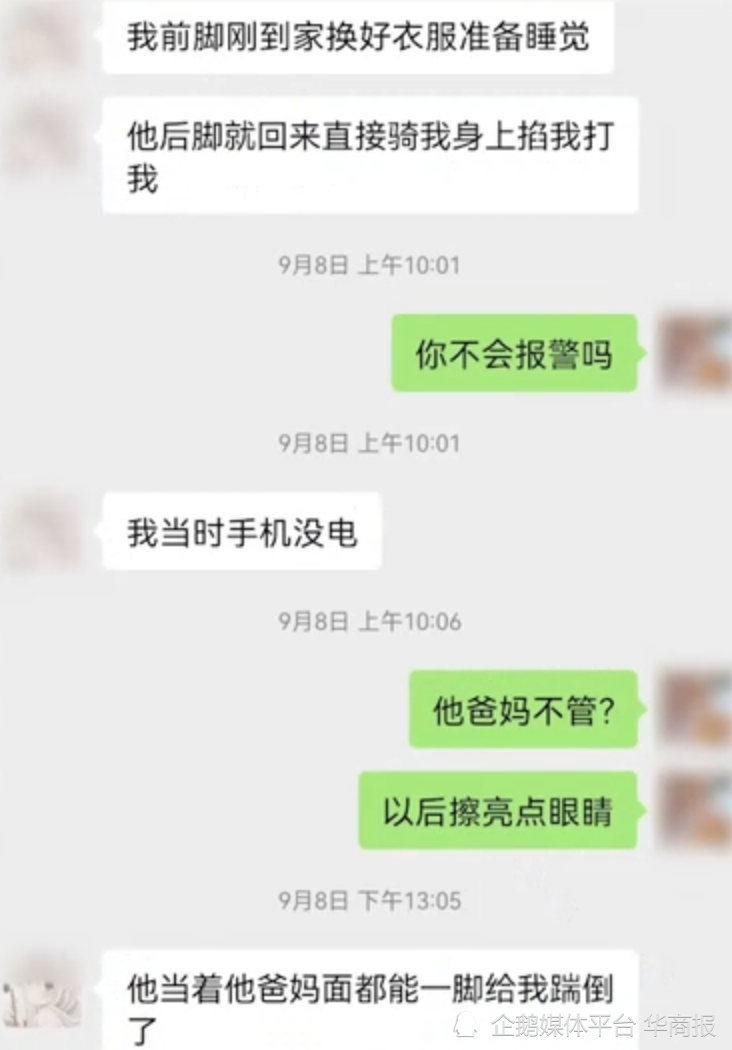 我前脚刚到家换好衣服准备睡觉
他后脚就回来直接骑我身上掐我打
我
9月8日 上午10:01
你不会报警吗
9月8日 上午10:01
我当时手机没电
9月8日 上午10:06
他爸妈不管?
以后擦亮点眼睛
9月8日 下午13:05
他当着他爸妈面都能一脚给我踹倒
了
企鹅媒体平台 华商报